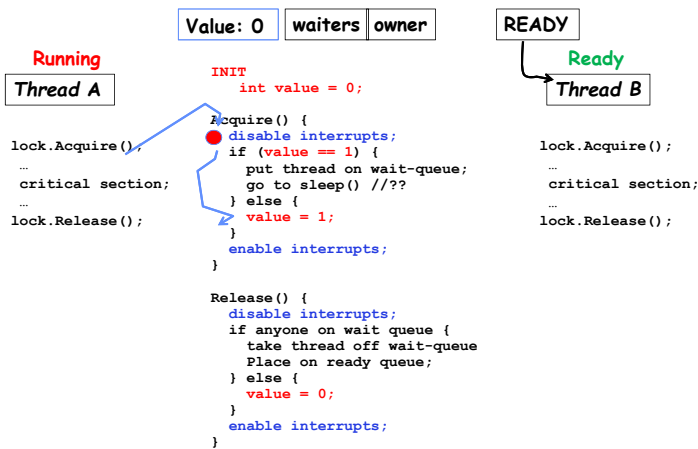 Value: 0 waiters owner READY
Running
Ready
Thread A
Thread B
INIT
int value = 0;
Acquire() {
disable interrupts;
if (value == 1) {
put thread on wait-queue;
go to sleep() //??
} else {
value = 1;
}
enable interrupts;
}
Release() {
disable interrupts;
if anyone on wait queue {
take thread off wait-queue
Place on ready queue;
} else {
value = 0;
}
enable interrupts;
}
lock.Acquire();
…
critical section;
…
lock.Release();
lock.Acquire();
…
critical section;
…
lock.Release();